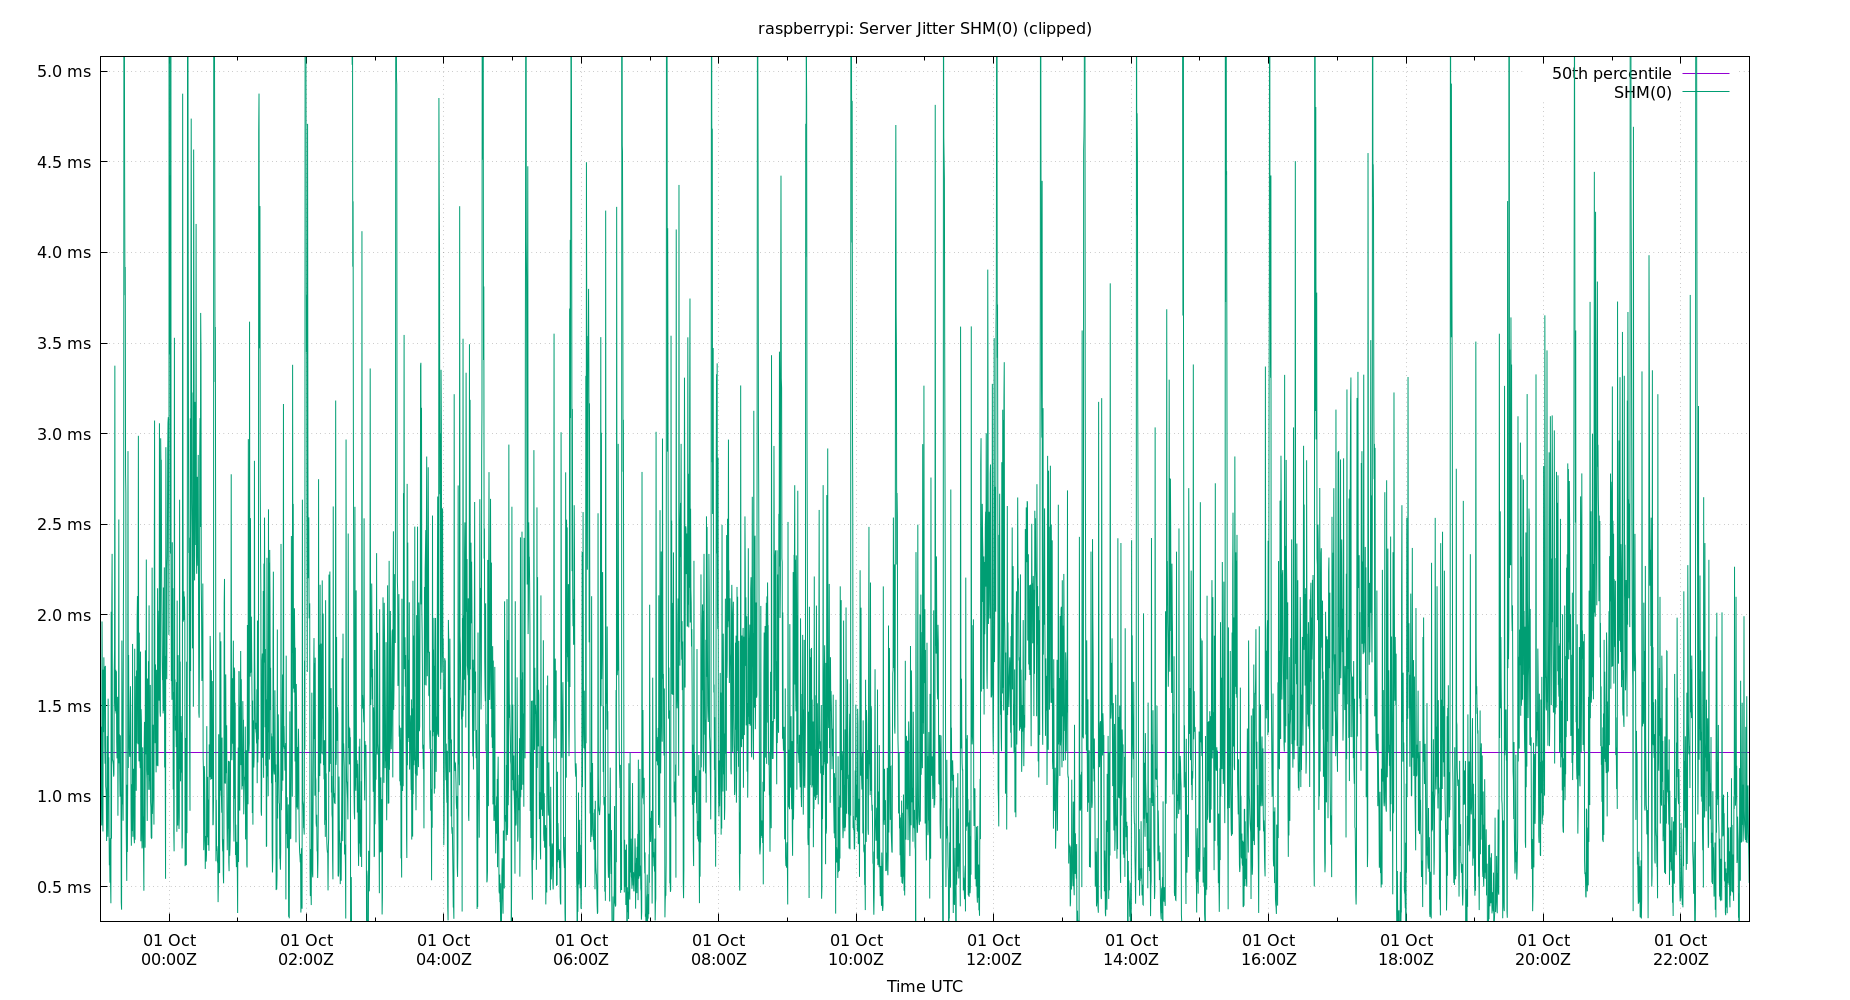 raspberrypi: Server Jitter SHM(0) (clipped)
50th percentile
SHM(0)
5.0 ms
4.5 ms
4.0 ms
3.5 ms
3.0 ms
2.5 ms
2.0 ms
1.5 ms
1.0 ms
0.5 ms
01 Oct 01 Oct 01 Oct 01 Oct 01 Oct 01 Oct 01 Oct 01 Oct 01 Oct 01 Oct 01 Oct 01 Oct
00:00Z 02:00Z 04:00Z 06:00Z 08:00Z 10:00Z 12:00Z 14:00Z 16:00Z 18:00Z 20:00Z 22:00Z
Time UTC